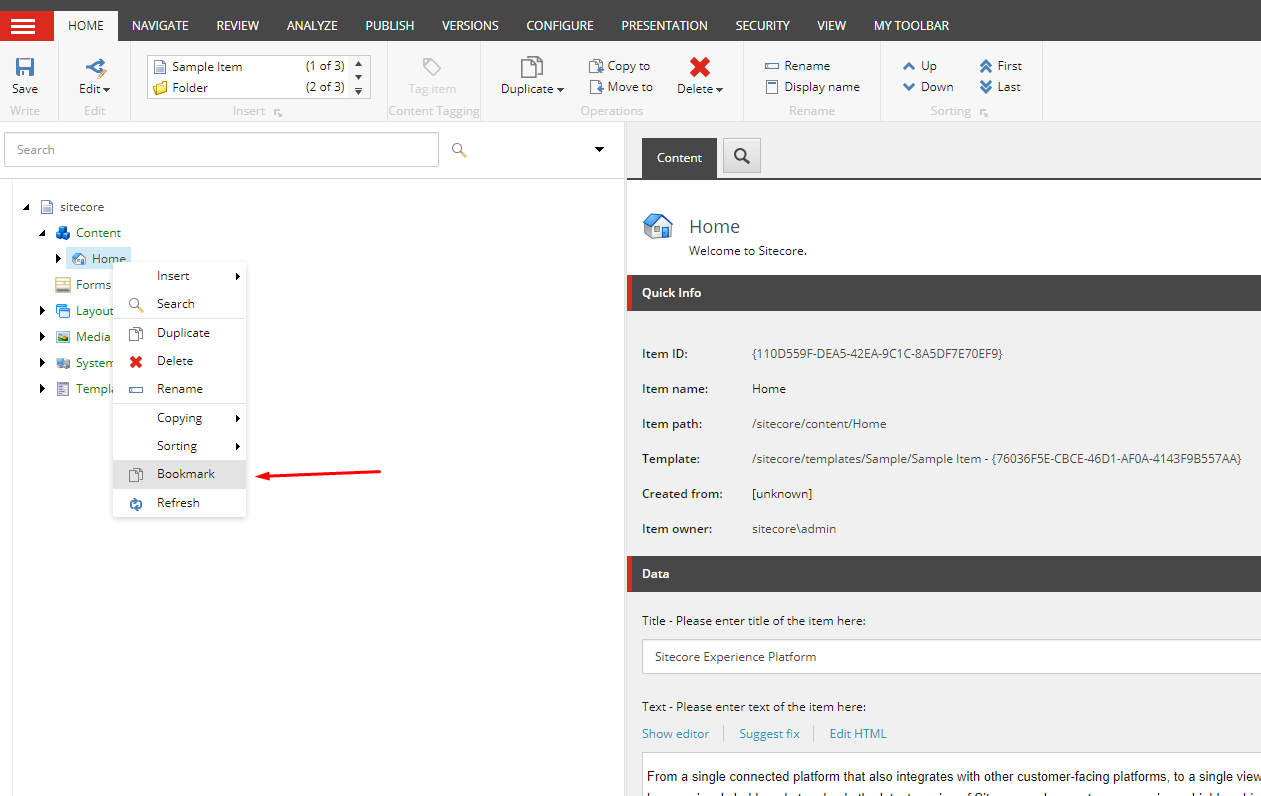 HOME NAVIGATE REVIEW ANALYZE PUBLISH VERSIONS CONFIGURE PRESENTATION SECURITY VIEW MY TOOLBAR
Save
Write
Edit
Edit
Sample Item (1 of 3)
Folder (2 of 3)
Insert
Tag item
Content Tagging
Duplicate
Copy to
Move to
Delete
Operations
Rename
Display name
Rename
Up
Down
First
Last
Sorting
Search
sitecore
Content
Home
Forms
Layout
Media
System
Templa
Insert
Search
Duplicate
Delete
Rename
Copying
Sorting
Bookmark
Refresh
Content
Home
Welcome to Sitecore.
Quick Info
Item ID: {110D559F-DEA5-42EA-9C1C-8A5DF7E70EF9}
Item name: Home
Item path: /sitecore/content/Home
Template: /sitecore/templates/Sample/Sample Item - {76036F5E-CBCE-46D1-AF0A-4143F9B557AA}
Created from: [unknown]
Item owner: sitecore\admin
Data
Title - Please enter title of the item here:
Sitecore Experience Platform
Text - Please enter text of the item here:
Show editor Suggest fix Edit HTML
From a single connected platform that also integrates with other customer-facing platforms, to a single view